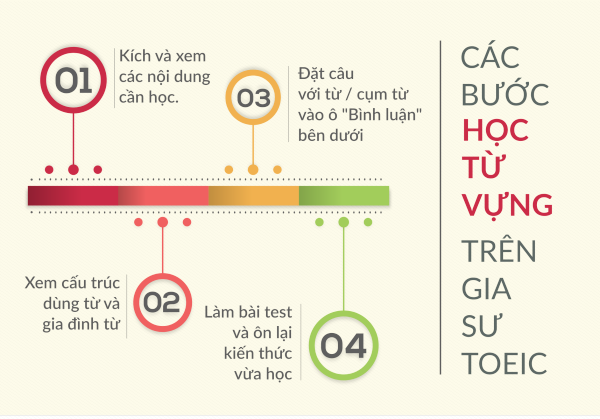 CÁC
BƯỚC
HỌC
TỪ
VỰNG
TRÊN
GIA
SƯ
TOEIC
01
Kích và xem
các nội dung
cần học.
02
Xem cấu trúc
dùng từ và
gia đình từ
03
Đặt câu
với từ / cụm từ
vào ô "Bình luận"
bên dưới
04
Làm bài test
và ôn lại
kiến thức
vừa học